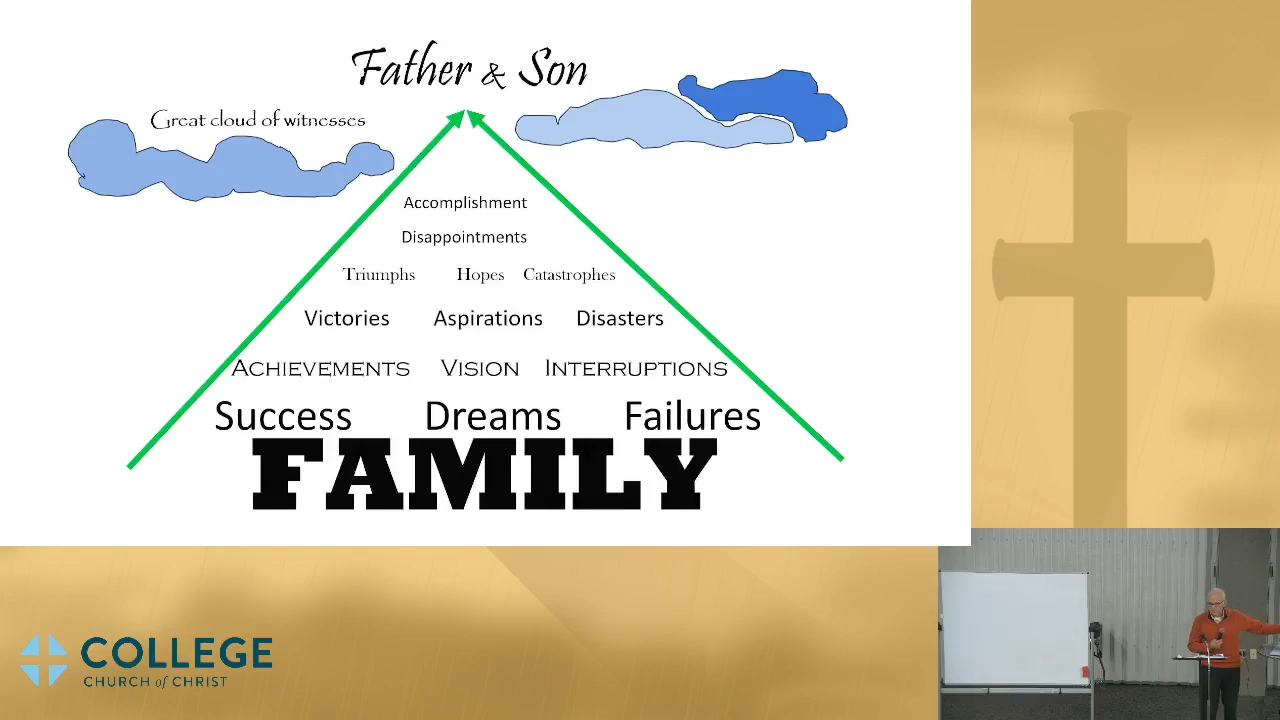 Father & Son
Great cloud of witnesses
Accomplishment
Disappointments
Triumphs Hopes Catastrophes
Victories Aspirations Disasters
ACHIEVEMENTS VISION INTERRUPTIONS
Success Dreams Failures
FAMILY
COLLEGE
CHURCH of CHRIST